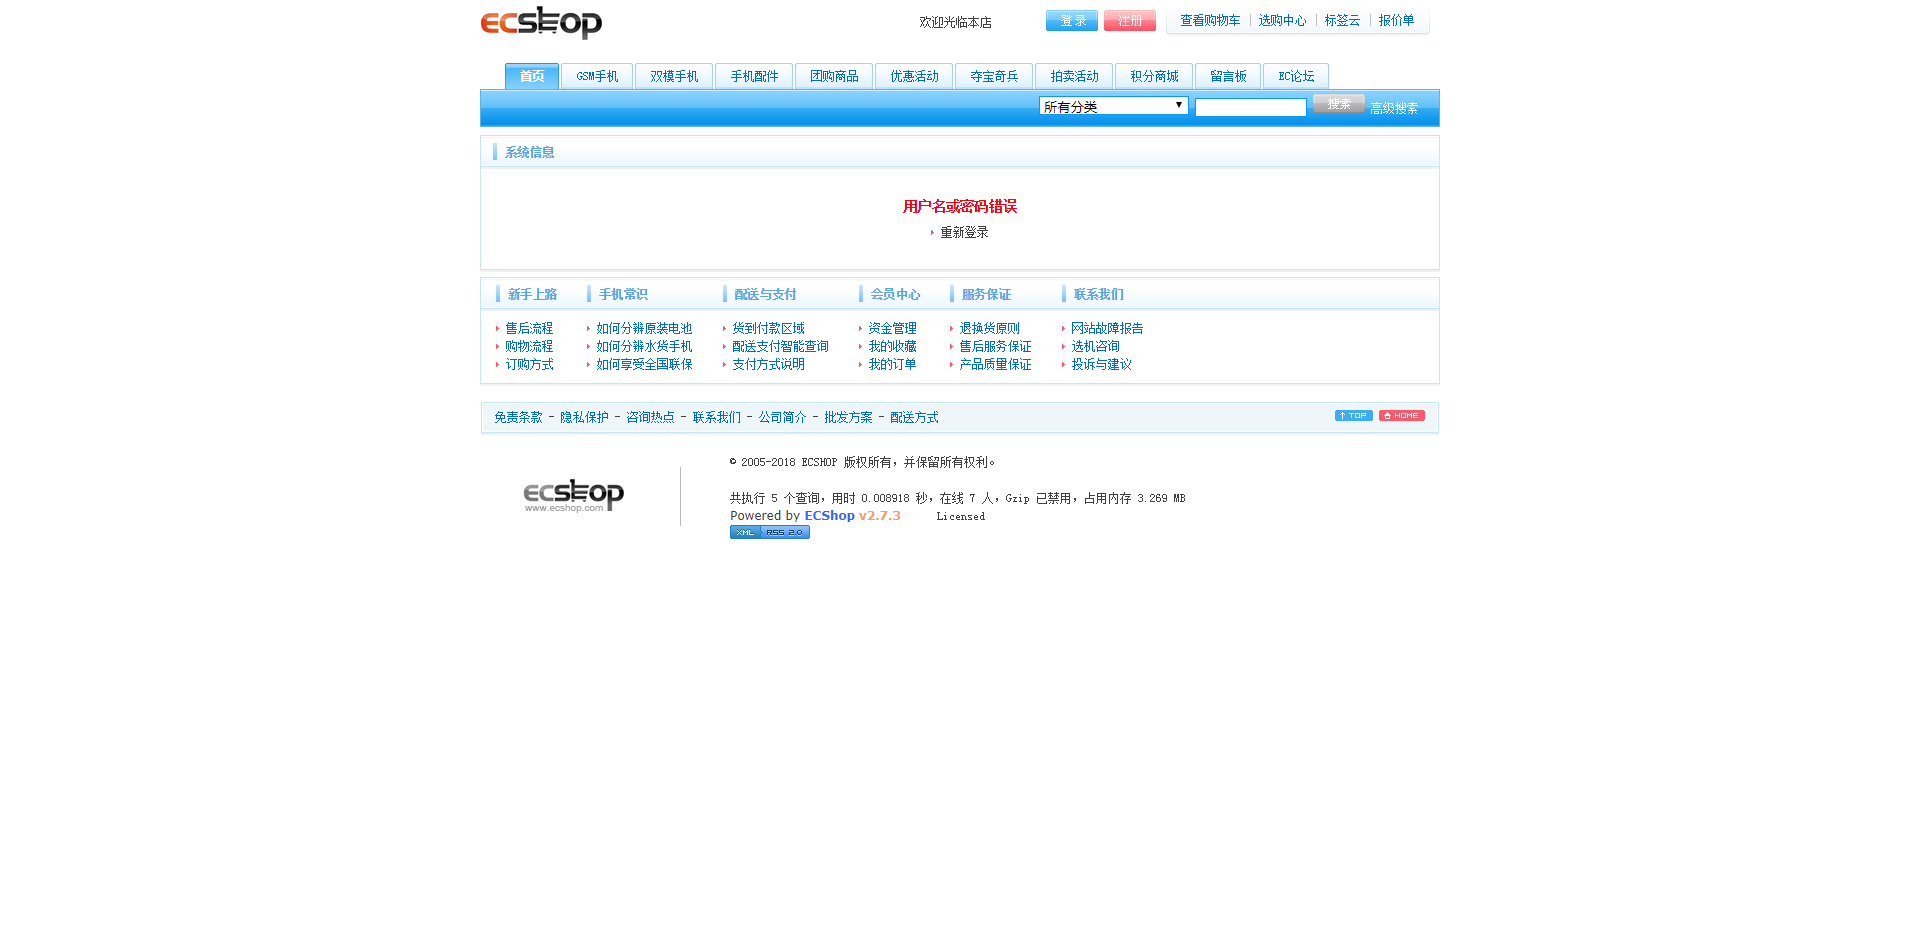 ecshop
欢迎光临本店
登 录 注册
查看购物车 | 选购中心 | 标签云 | 报价单
首页 GSM手机 双模手机 手机配件 团购商品 优惠活动 夺宝奇兵 拍卖活动 积分商城 留言板 EC论坛
所有分类 搜索 高级搜索
系统信息
用户名或密码错误
重新登录
新手上路 手机常识 配送与支付 会员中心 服务保证 联系我们
售后流程 如何分辨原装电池 货到付款区域 资金管理 退换货原则 网站故障报告
购物流程 如何分辨水货手机 配送支付智能查询 我的收藏 售后服务保证 选机咨询
订购方式 如何享受全国联保 支付方式说明 我的订单 产品质量保证 投诉与建议
免责条款 - 隐私保护 - 咨询热点 - 联系我们 - 公司简介 - 批发方案 - 配送方式
TOP HOME
ecshop
www.ecshop.com
© 2005-2018 ECSHOP 版权所有，并保留所有权利。
共执行 5 个查询，用时 0.008918 秒，在线 7 人，Gzip 已禁用，占用内存 3.269 MB
Powered by ECShop v2.7.3 Licensed
XML RSS 2.0